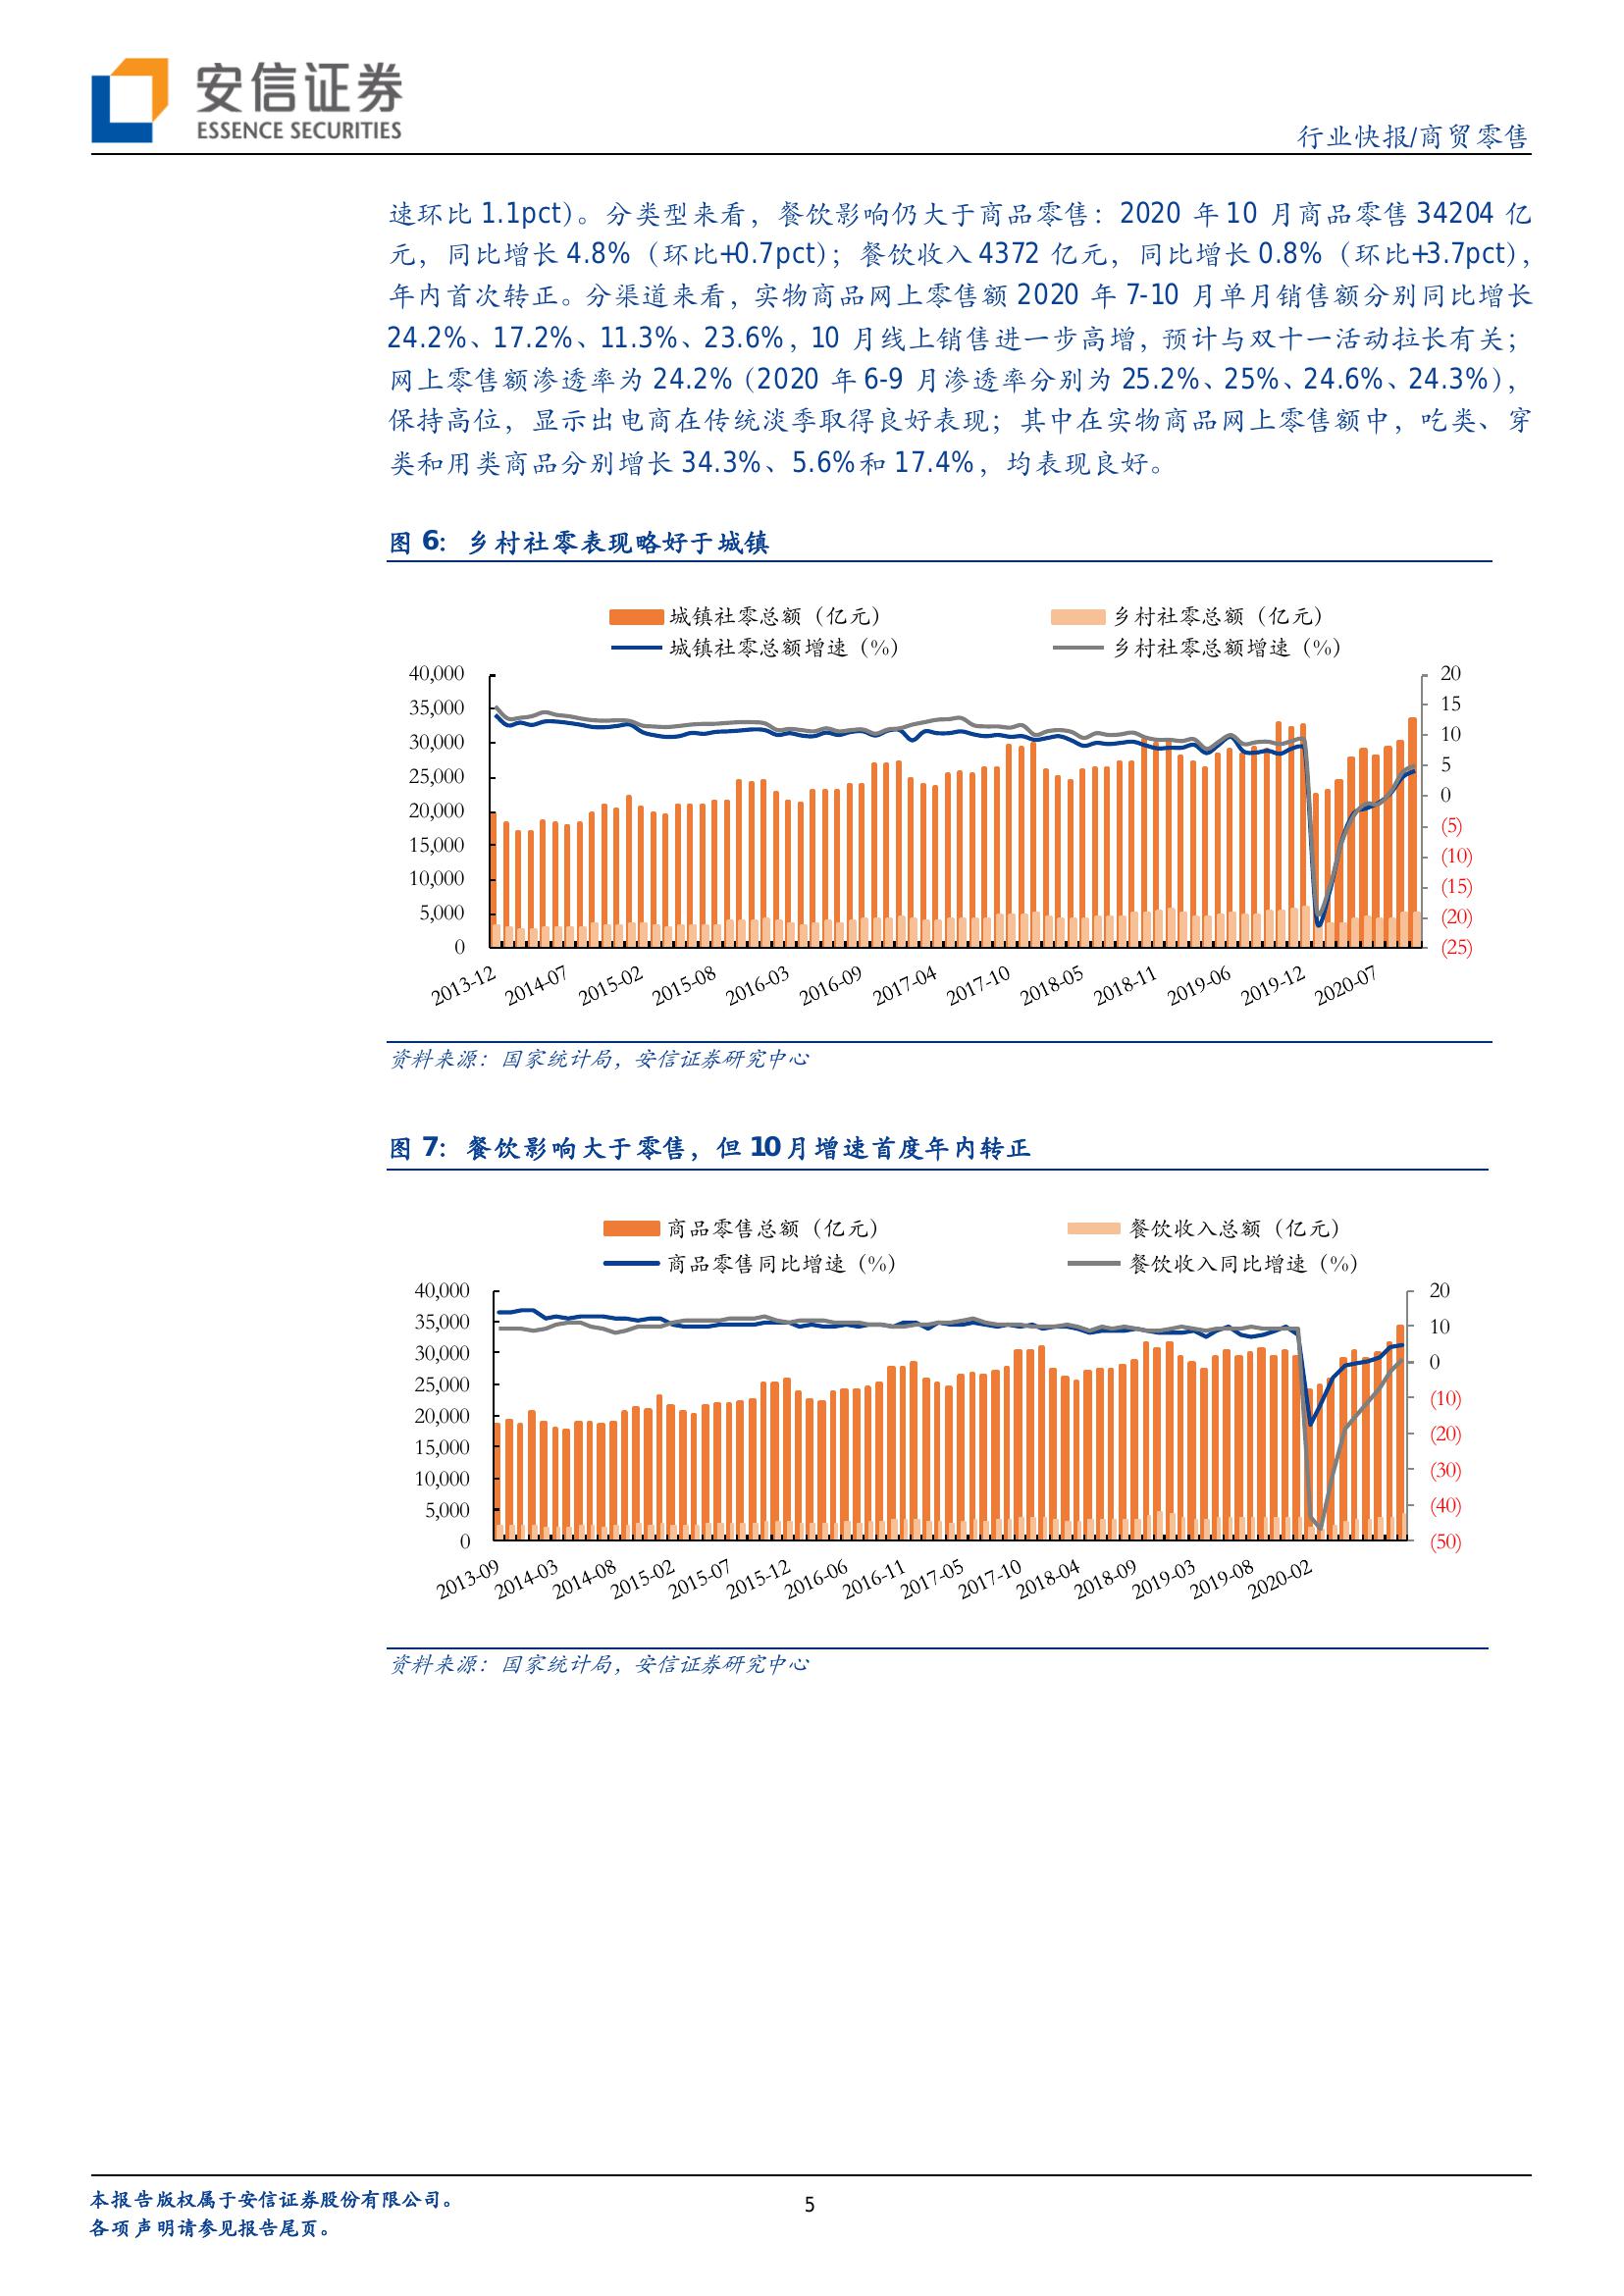 安信证券
ESSENCE SECURITIES
行业快报/商贸零售
速环比 1.1pct）。分类型来看，餐饮影响仍大于商品零售：2020 年 10 月商品零售 34204 亿
元，同比增长 4.8%（环比+0.7pct）；餐饮收入 4372 亿元，同比增长 0.8%（环比+3.7pct），
年内首次转正。分渠道来看，实物商品网上零售额 2020 年 7-10 月单月销售额分别同比增长
24.2%、17.2%、11.3%、23.6%，10 月线上销售进一步高增，预计与双十一活动拉长有关；
网上零售额渗透率为 24.2%（2020 年 6-9 月渗透率分别为 25.2%、25%、24.6%、24.3%），
保持高位，显示出电商在传统淡季取得良好表现；其中在实物商品网上零售额中，吃类、穿
类和用类商品分别增长 34.3%、5.6%和 17.4%，均表现良好。
图 6：乡村社零表现略好于城镇
城镇社零总额（亿元） 乡村社零总额（亿元）
城镇社零总额增速（%） 乡村社零总额增速（%）
40,000 20
35,000 15
30,000 10
25,000 5
20,000 0
15,000 (5)
10,000 (10)
5,000 (15)
0 (20)
(25)
2013-12 2014-07 2015-02 2015-08 2016-03 2016-09 2017-04 2017-10 2018-05 2018-11 2019-06 2019-12 2020-07
资料来源：国家统计局，安信证券研究中心
图 7：餐饮影响大于零售，但 10 月增速首度年内转正
商品零售总额（亿元） 餐饮收入总额（亿元）
商品零售同比增速（%） 餐饮收入同比增速（%）
40,000 20
35,000 10
30,000 0
25,000 (10)
20,000 (20)
15,000 (30)
10,000 (40)
5,000 (50)
0
2013-09 2014-03 2014-08 2015-02 2015-07 2015-12 2016-06 2016-11 2017-05 2017-10 2018-04 2018-09 2019-03 2019-08 2020-02
资料来源：国家统计局，安信证券研究中心
本报告版权属于安信证券股份有限公司。
各项声明请参见报告尾页。
5